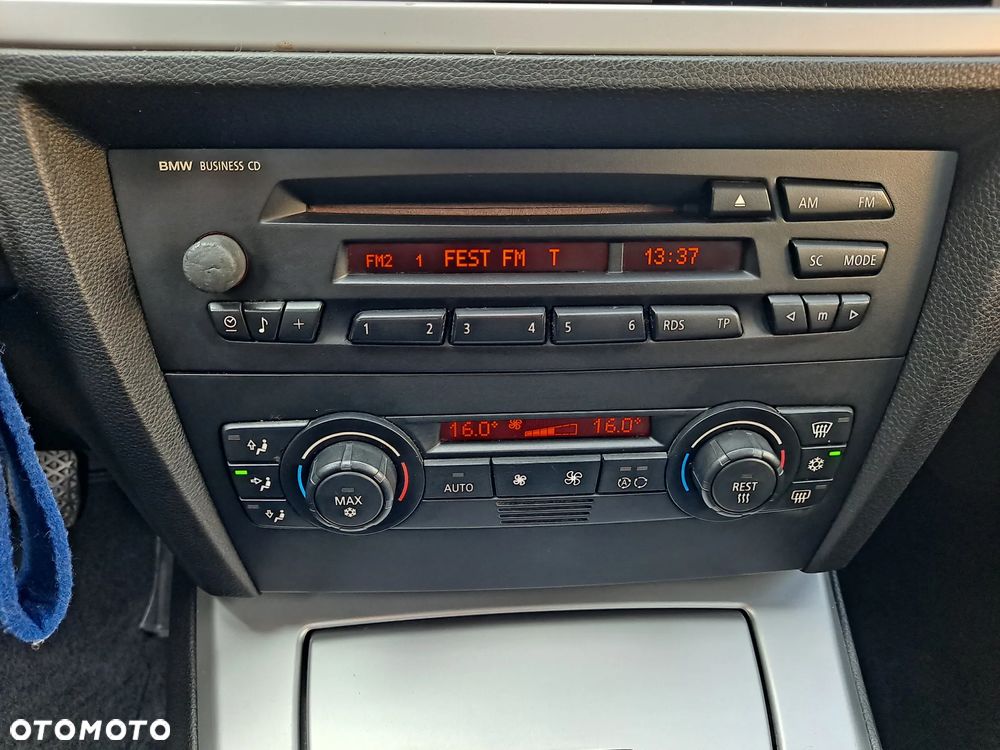 BMW BUSINESS CD
AM FM
FM2 1 FEST FM T 13:37
SC MODE
1 2 3 4 5 6 RDS TP
m
16.0° 16.0°
MAX
AUTO
A
REST
OTOMOTO